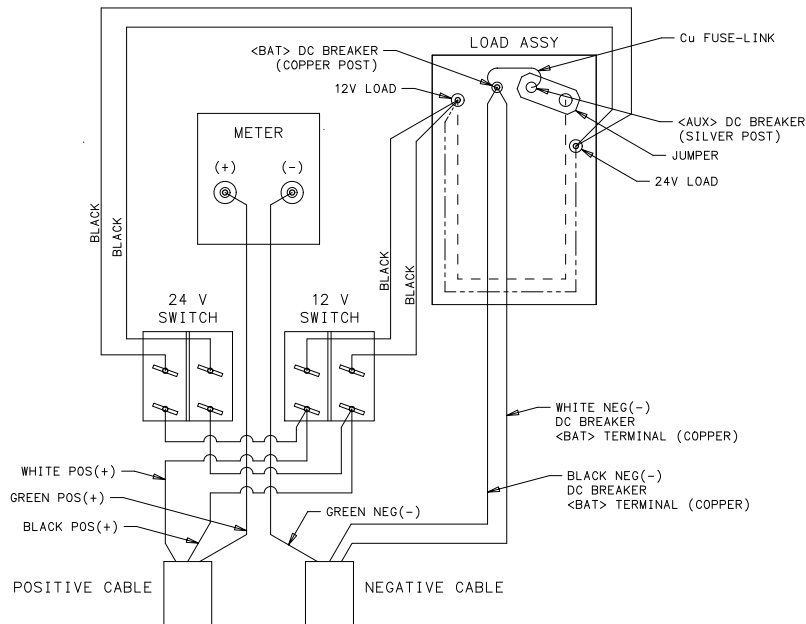 LOAD ASSY
Cu FUSE-LINK
<BAT> DC BREAKER
(COPPER POST)
12V LOAD
<AUX> DC BREAKER
(SILVER POST)
JUMPER
24V LOAD
METER
(+) (-)
BLACK
BLACK
BLACK
BLACK
24 V
SWITCH
12 V
SWITCH
WHITE NEG(-)
DC BREAKER
<BAT> TERMINAL (COPPER)
WHITE POS(+)
GREEN POS(+)
BLACK POS(+)
BLACK NEG(-)
DC BREAKER
<BAT> TERMINAL (COPPER)
GREEN NEG(-)
POSITIVE CABLE
NEGATIVE CABLE